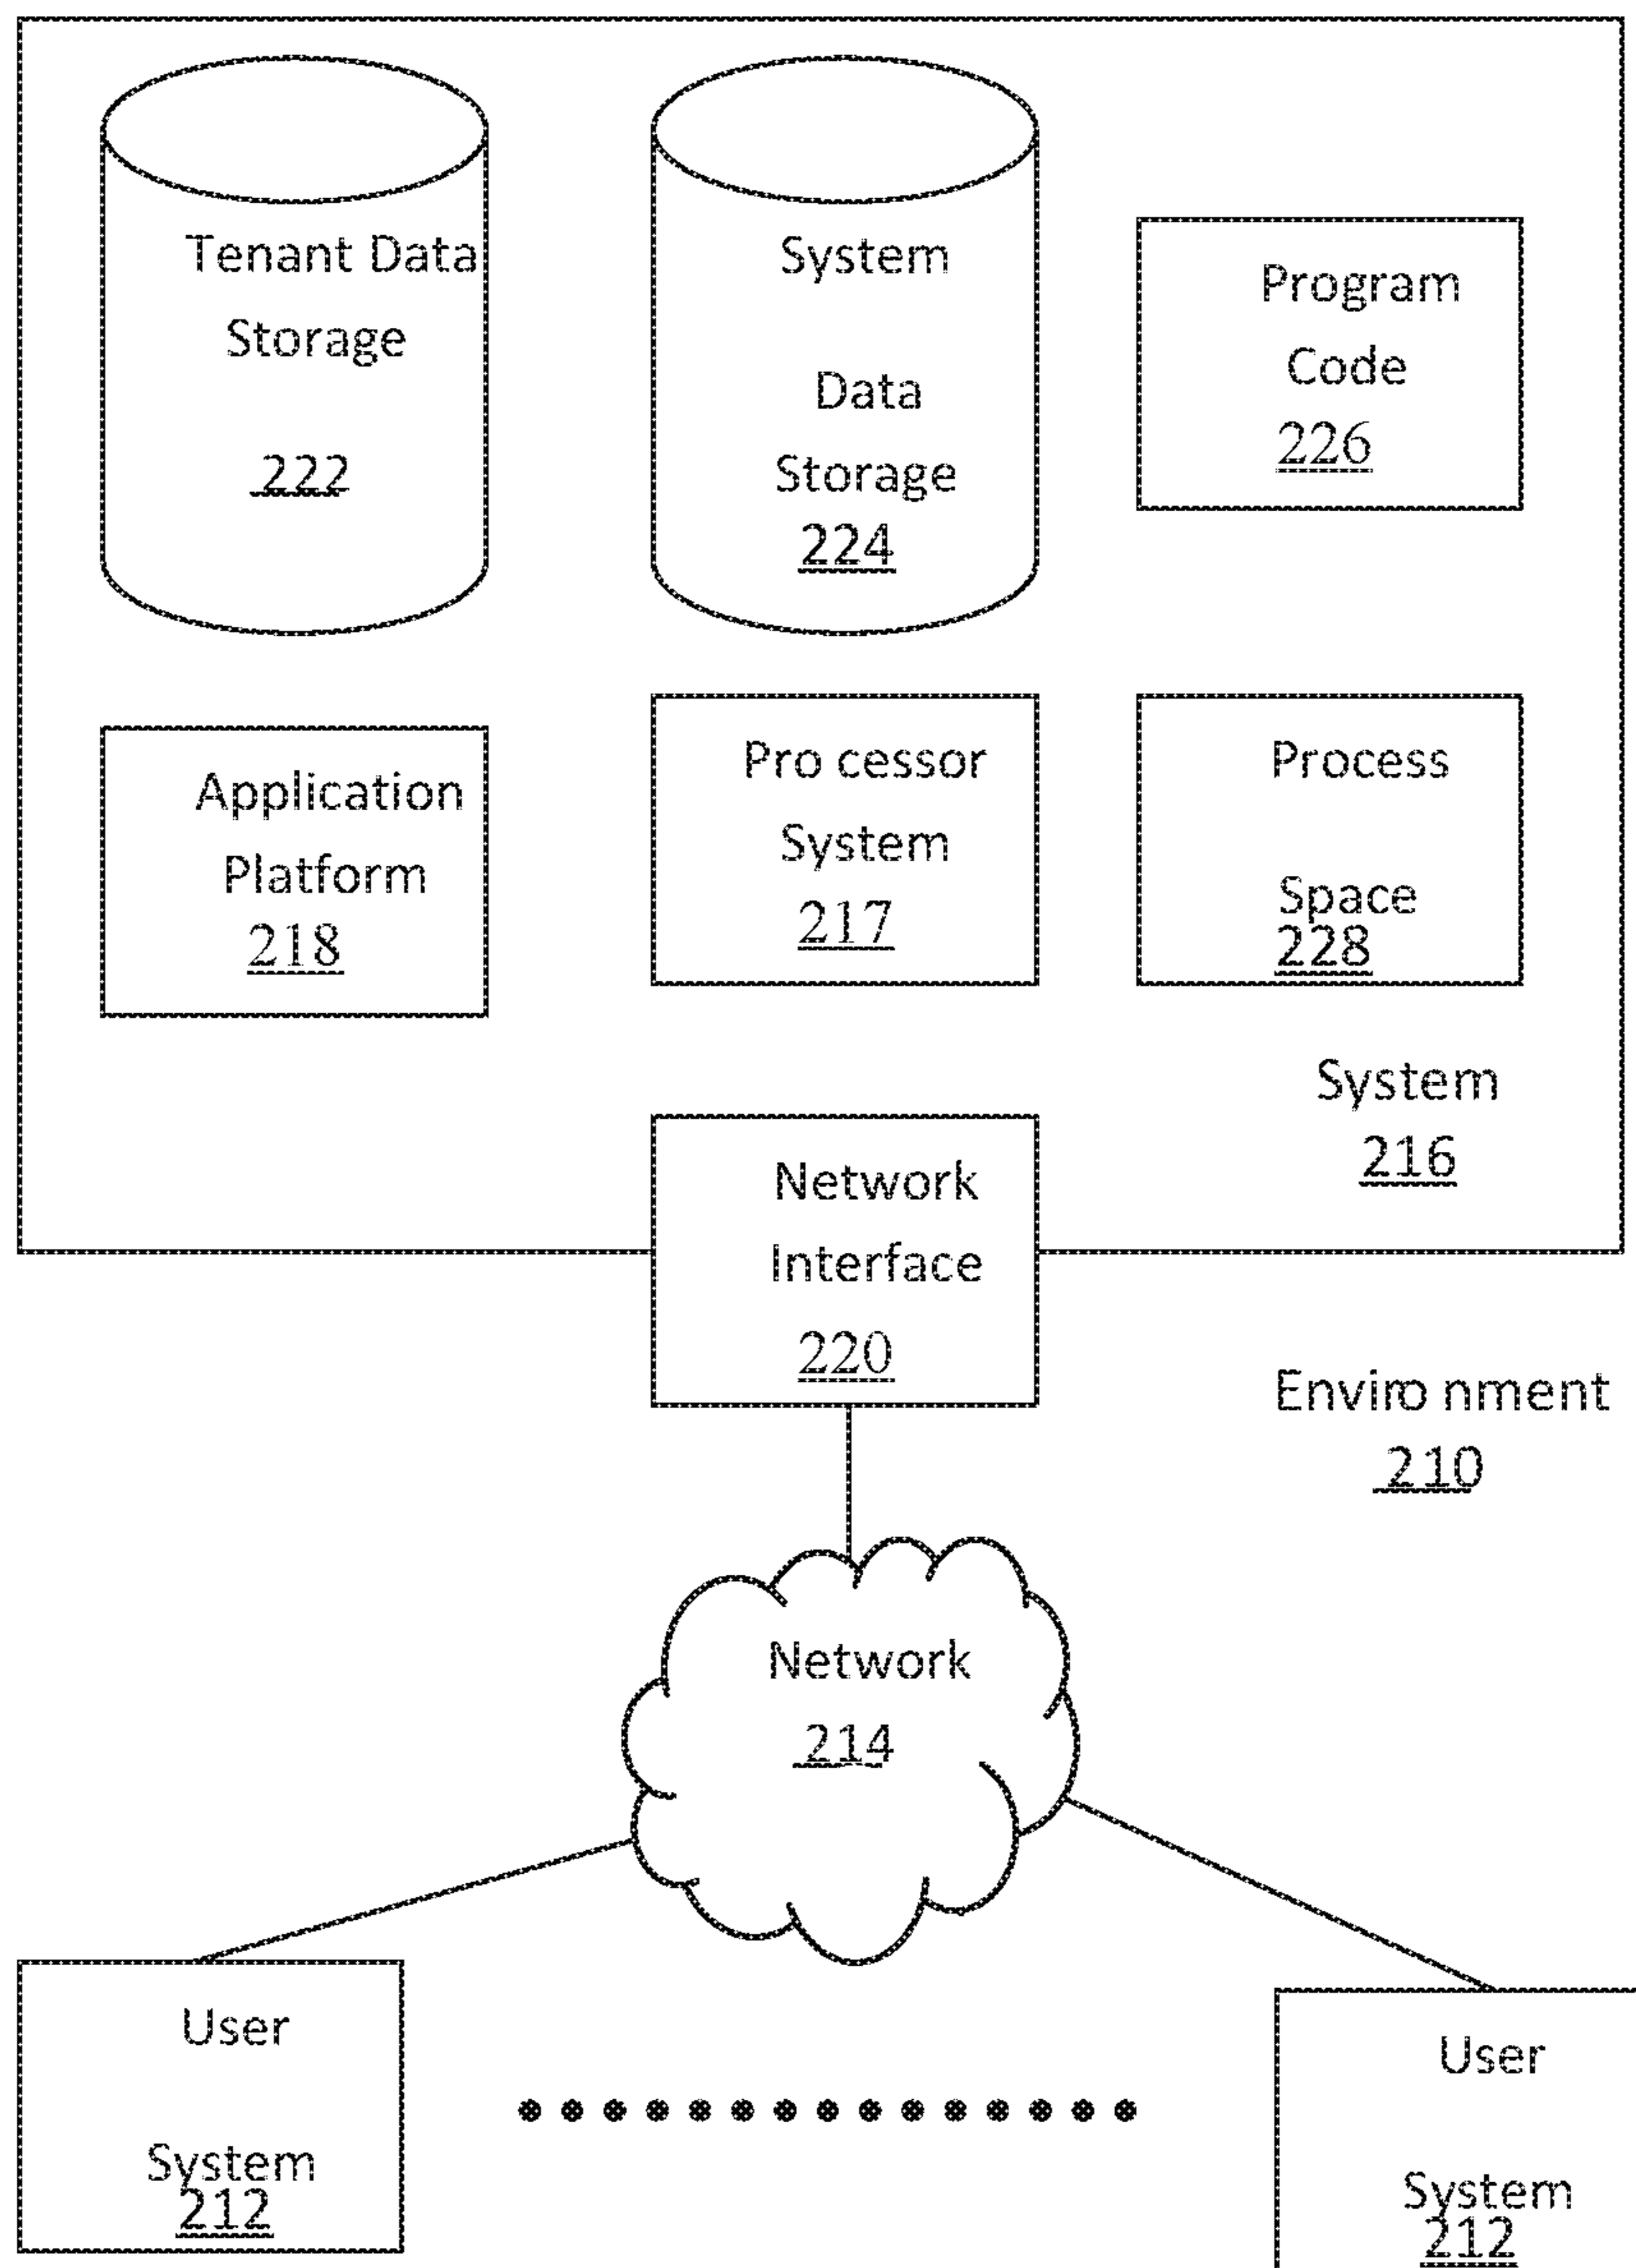 Tenant Data
Storage
222
System
Data
Storage
224
Program
Code
226
Application
Platform
218
Pro cessor
System
217
Process
Space
228
System
216
Network
Interface
220
Enviro nment
210
Network
214
User
System
212
User
System
212